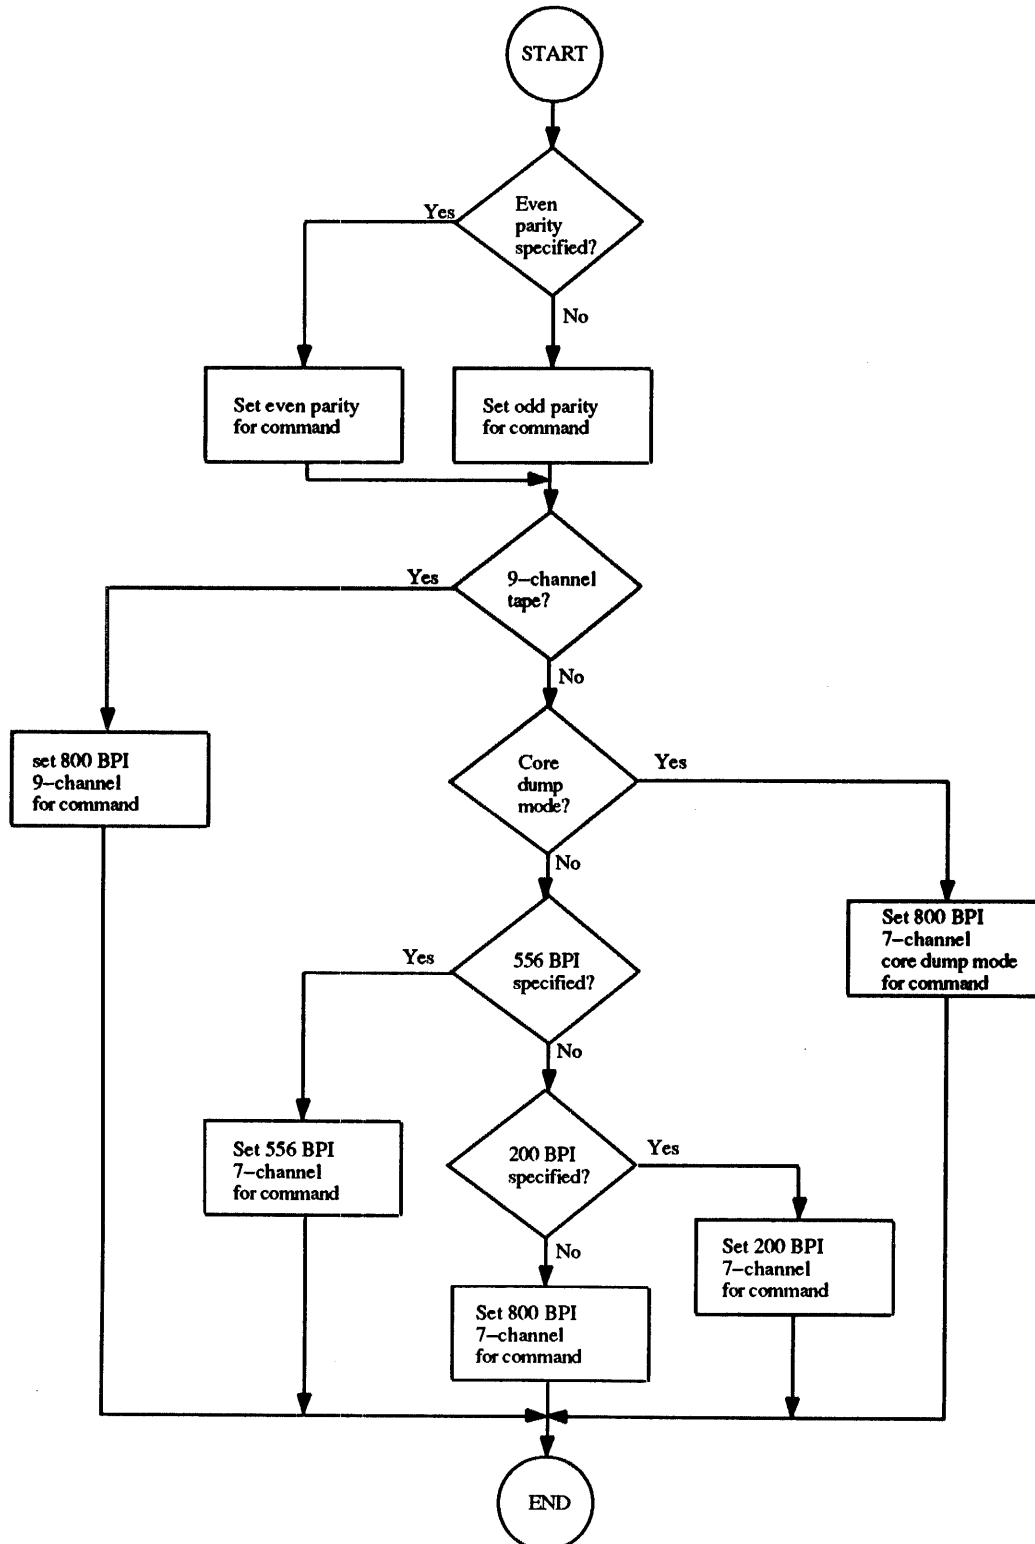 START
Even
parity
specified?
Yes
No
Set even parity
for command
Set odd parity
for command
9–channel
tape?
Yes
No
set 800 BPI
9–channel
for command
Core
dump
mode?
Yes
No
Set 800 BPI
7–channel
core dump mode
for command
556 BPI
specified?
Yes
No
Set 556 BPI
7–channel
for command
200 BPI
specified?
Yes
No
Set 200 BPI
7–channel
for command
Set 800 BPI
7–channel
for command
END